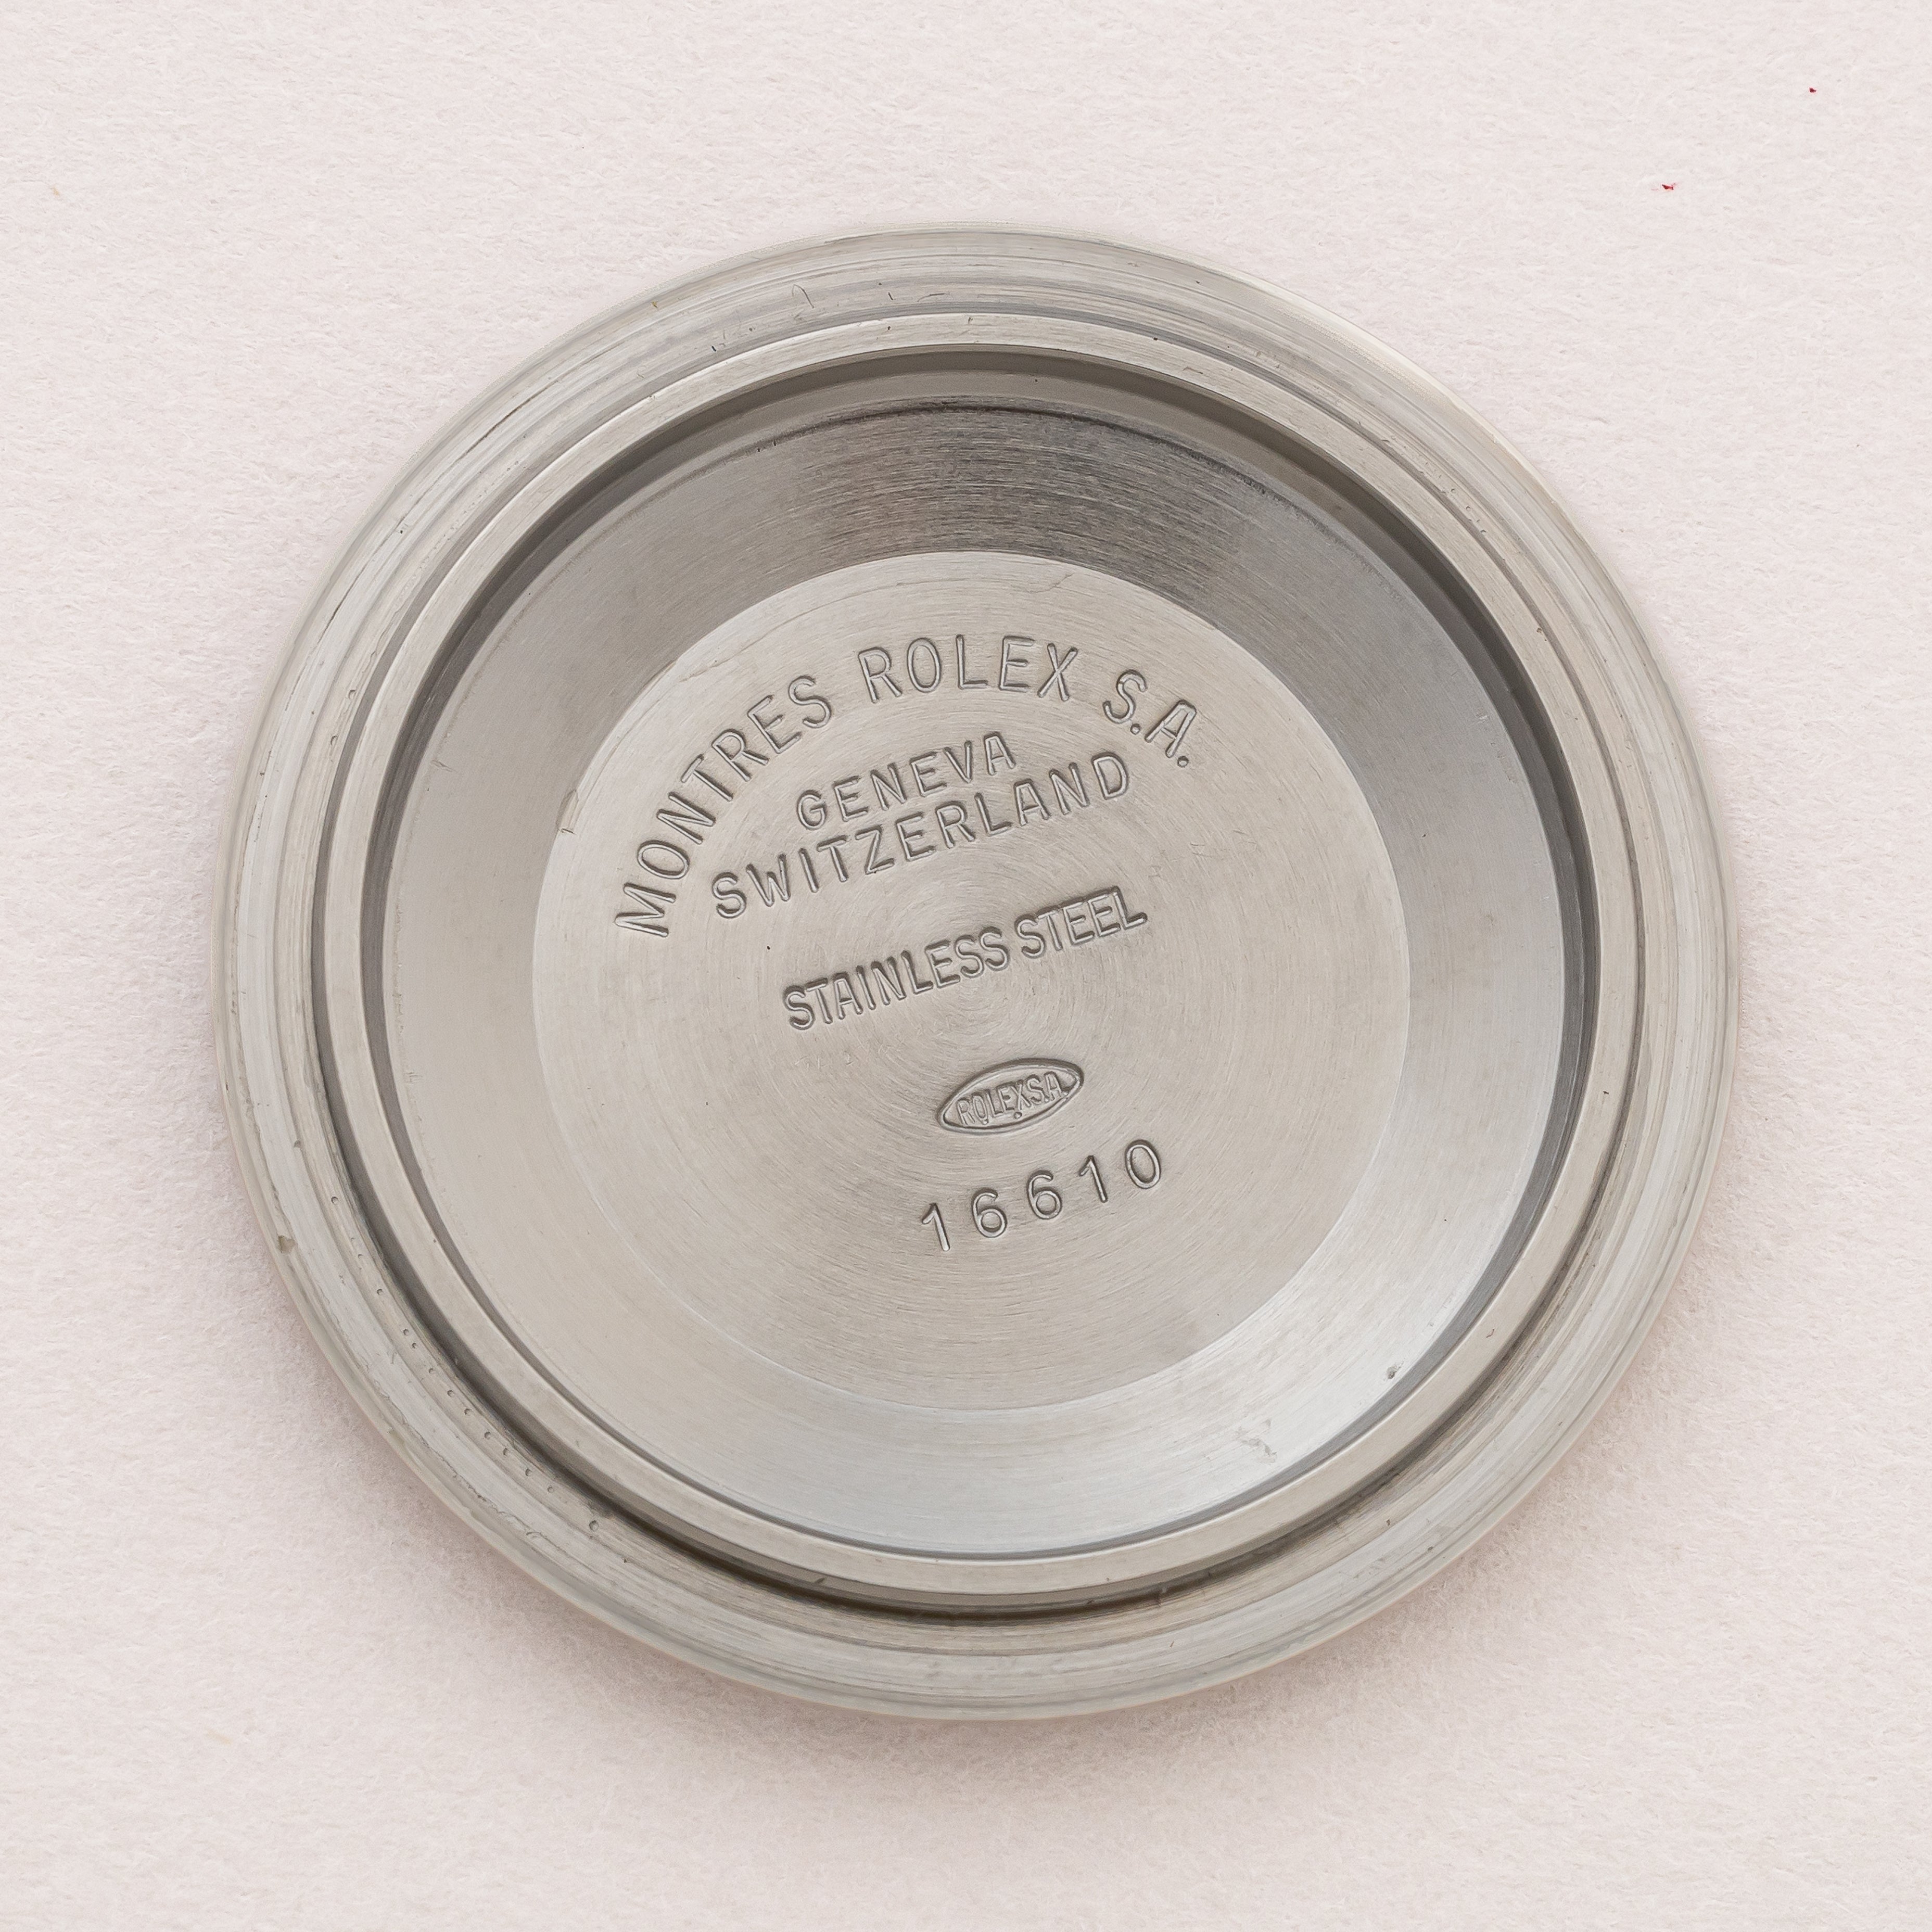 MONTRES ROLEX S.A.
GENEVA
SWITZERLAND
STAINLESS STEEL
ROLEX S.A.
16610